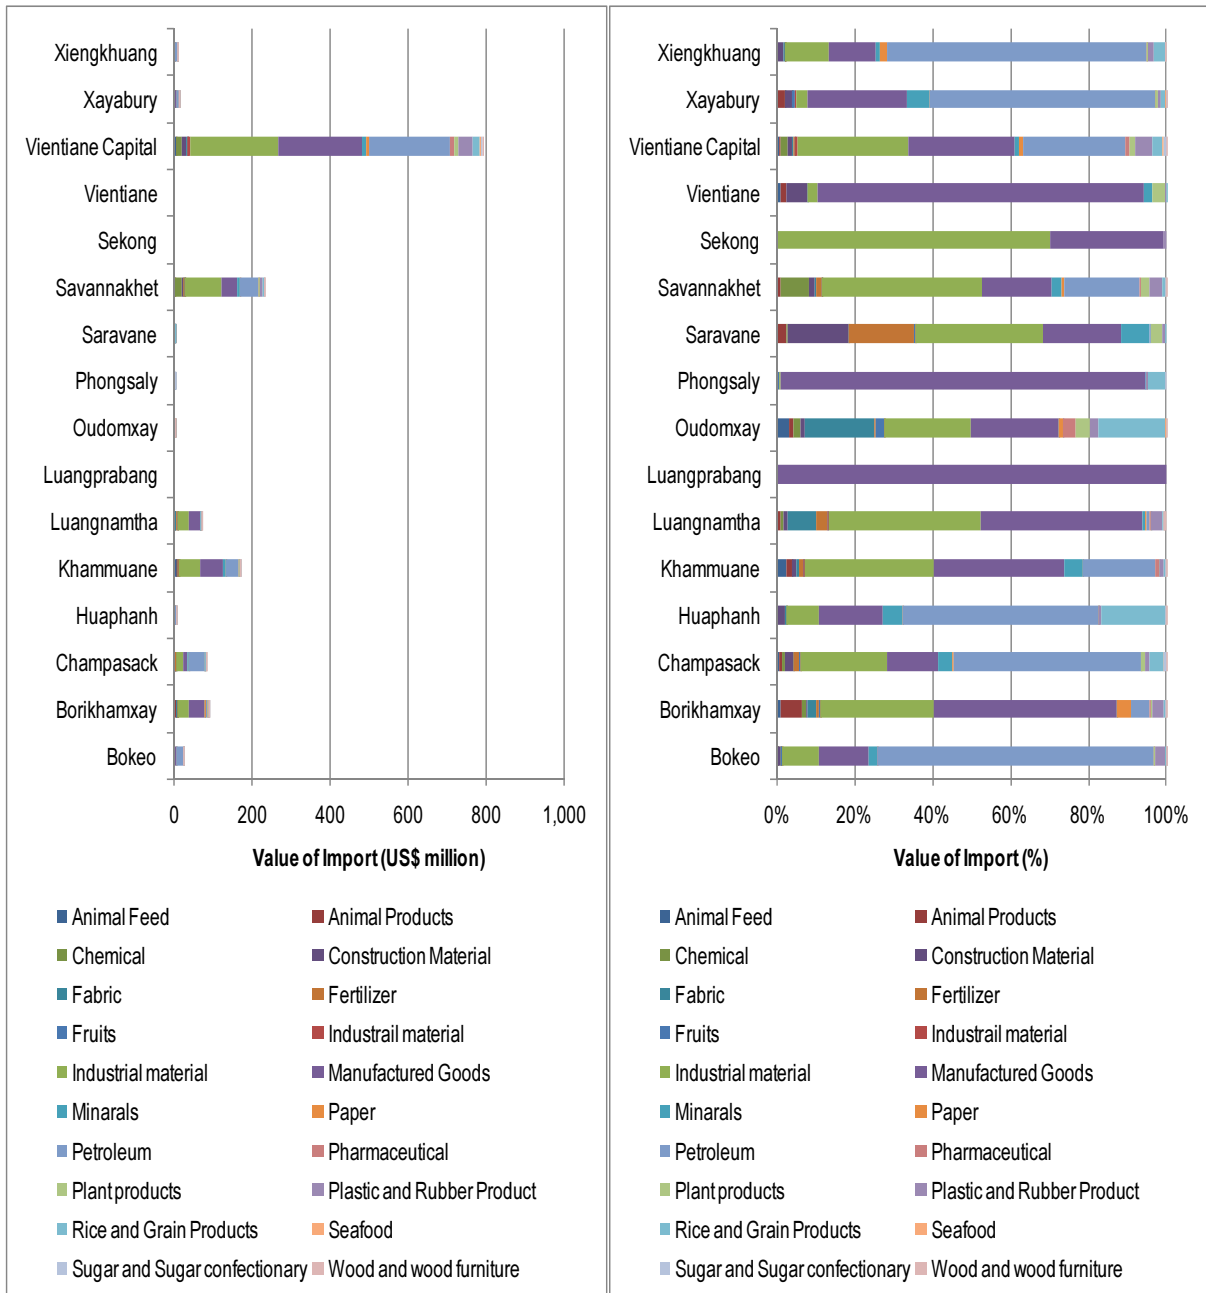 Xiengkhuang
Xayabury
Vientiane Capital
Vientiane
Sekong
Savannakhet
Saravane
Phongsaly
Oudomxay
Luangprabang
Luangnamtha
Khammuane
Huaphanh
Champasack
Borikhamxay
Bokeo
0 200 400 600 800 1,000
Value of Import (US$ million)
Animal Feed Animal Products
Chemical Construction Material
Fabric Fertilizer
Fruits Industrail material
Industrial material Manufactured Goods
Minarals Paper
Petroleum Pharmaceutical
Plant products Plastic and Rubber Product
Rice and Grain Products Seafood
Sugar and Sugar confectionary Wood and wood furniture
Xiengkhuang
Xayabury
Vientiane Capital
Vientiane
Sekong
Savannakhet
Saravane
Phongsaly
Oudomxay
Luangprabang
Luangnamtha
Khammuane
Huaphanh
Champasack
Borikhamxay
Bokeo
0% 20% 40% 60% 80% 100%
Value of Import (%)
Animal Feed Animal Products
Chemical Construction Material
Fabric Fertilizer
Fruits Industrail material
Industrial material Manufactured Goods
Minarals Paper
Petroleum Pharmaceutical
Plant products Plastic and Rubber Product
Rice and Grain Products Seafood
Sugar and Sugar confectionary Wood and wood furniture